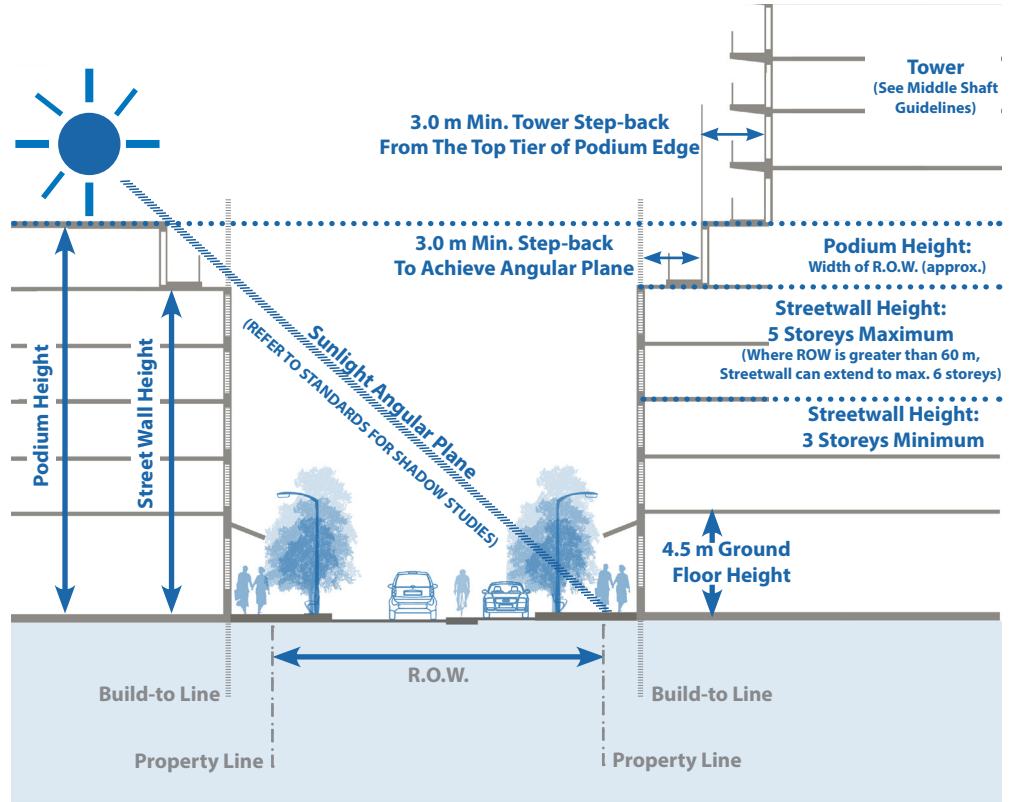 Tower
(See Middle Shaft
Guidelines)
3.0 m Min. Tower Step-back
From The Top Tier of Podium Edge
3.0 m Min. Step-back
To Achieve Angular Plane
Podium Height:
Width of R.O.W. (approx.)
Streetwall Height:
5 Storeys Maximum
(Where ROW is greater than 60 m,
Streetwall can extend to max. 6 storeys)
Streetwall Height:
3 Storeys Minimum
Podium Height
Street Wall Height
Sunlight Angular Plane
(REFER TO STANDARDS FOR SHADOW STUDIES)
4.5 m Ground
Floor Height
R.O.W.
Build-to Line
Build-to Line
Property Line
Property Line